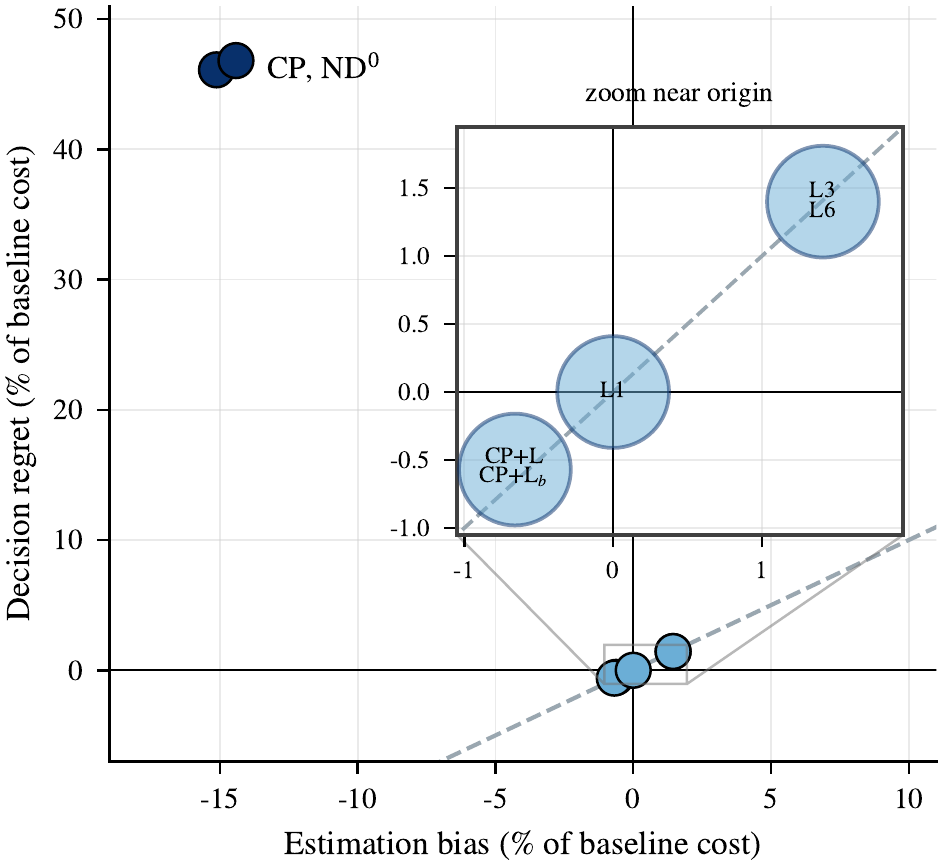 50
CP, ND⁰
zoom near origin
40
1.5
L3
L6
1.0
30
0.5
0.0
L1
20
-0.5
CP+L
CP+L_b
-1.0
-1
0
1
10
0
-15
-10
-5
0
5
10
Estimation bias (% of baseline cost)
Decision regret (% of baseline cost)